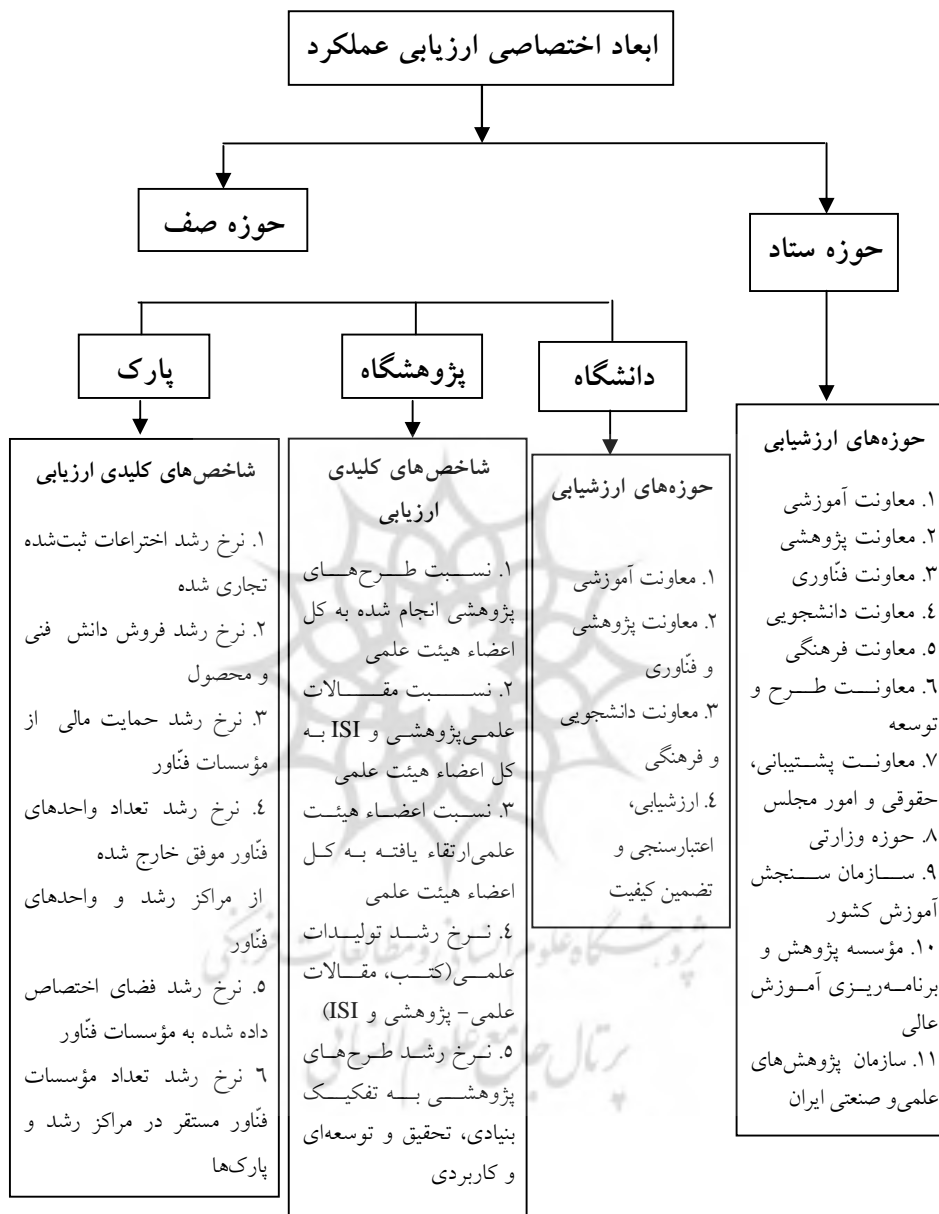 ابعاد اختصاصی ارزیابی عملکرد
حوزه ستاد
حوزه صف
حوزه‌های ارزشیابی
۱. معاونت آموزشی
۲. معاونت پژوهشی
۳. معاونت فنّاوری
٤. معاونت دانشجویی
۵. معاونت فرهنگی
٦. معاونت طرح و
توسعه
۷. معاونت پشتیبانی،
حقوقی و امور مجلس
۸. حوزه وزارتی
۹. سازمان سنجش
آموزش کشور
۱۰. مؤسسه پژوهش و
برنامه‌ریزی آموزش
عالی
۱۱. سازمان پژوهش‌های
علمی‌و صنعتی ایران
دانشگاه
حوزه‌های ارزشیابی
۱. معاونت آموزشی
۲. معاونت پژوهشی
و فنّاوری
۳. معاونت دانشجویی
و فرهنگی
٤. ارزشیابی،
اعتبارسنجی و
تضمین کیفیت
پژوهشگاه
شاخص‌های کلیدی
ارزیابی
۱. نسبت طرح‌های
پژوهشی انجام شده به کل
اعضاء هیئت علمی
۲. نسبت مقالات
علمی‌پژوهشی و ISI به
کل اعضاء هیئت علمی
۳. نسبت اعضاء هیئت
علمی‌ارتقاء یافته به کل
اعضاء هیئت علمی
٤. نرخ رشد تولیدات
علمی(کتب، مقالات
علمی- پژوهشی و ISI)
۵. نرخ رشد طرح‌های
پژوهشی به تفکیک
بنیادی، تحقیق و توسعه‌ای
و کاربردی
پارک
شاخص‌های کلیدی ارزیابی
۱. نرخ رشد اختراعات ثبت‌شده
تجاری شده
۲. نرخ رشد فروش دانش فنی
و محصول
۳. نرخ رشد حمایت مالی از
مؤسسات فنّاور
٤. نرخ رشد تعداد واحدهای
فنّاور موفق خارج شده
از مراکز رشد و واحدهای
فنّاور
۵. نرخ رشد فضای اختصاص
داده شده به مؤسسات فنّاور
٦ نرخ رشد تعداد مؤسسات
فنّاور مستقر در مراکز رشد و
پارک‌ها
پژوهشگاه علوم انسانی و مطالعات فرهنگی
پرتال جامع علوم انسانی